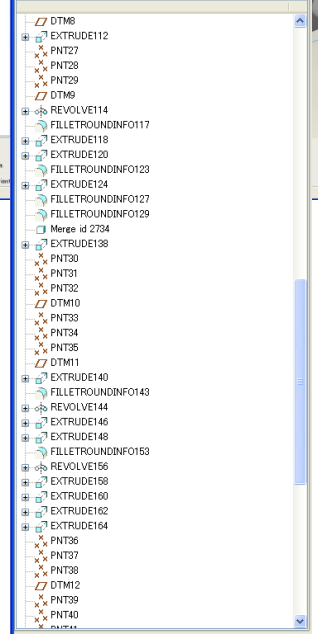 DTM8
EXTRUDE112
PNT27
PNT28
PNT29
DTM9
REVOLVE114
FILLETROUNDINFO117
EXTRUDE118
EXTRUDE120
FILLETROUNDINFO123
EXTRUDE124
FILLETROUNDINFO127
FILLETROUNDINFO129
Merge id 2734
EXTRUDE138
PNT30
PNT31
PNT32
DTM10
PNT33
PNT34
PNT35
DTM11
EXTRUDE140
FILLETROUNDINFO143
REVOLVE144
EXTRUDE146
EXTRUDE148
FILLETROUNDINFO153
REVOLVE156
EXTRUDE158
EXTRUDE160
EXTRUDE162
EXTRUDE164
PNT36
PNT37
PNT38
DTM12
PNT39
PNT40